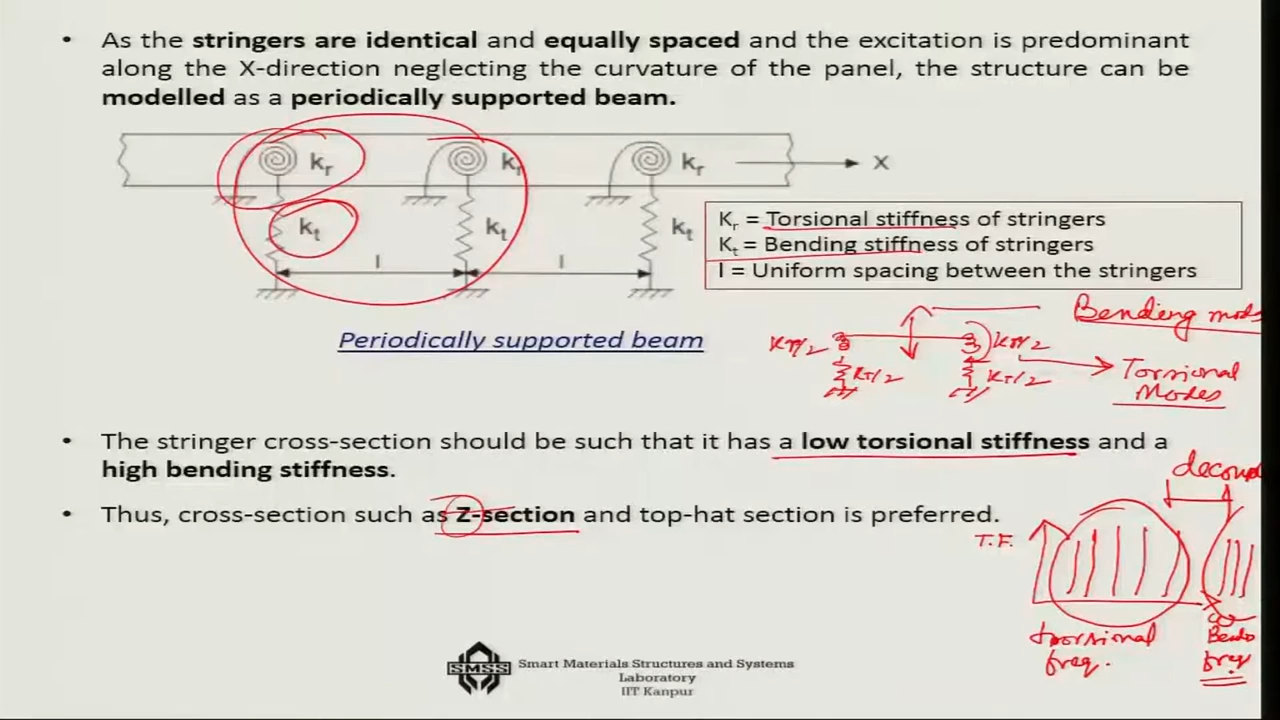 • As the stringers are identical and equally spaced and the excitation is predominant
along the X-direction neglecting the curvature of the panel, the structure can be
modelled as a periodically supported beam.
kr kr kr X
kt kt kt
l l
Kr = Torsional stiffness of stringers
Kt = Bending stiffness of stringers
l = Uniform spacing between the stringers
Periodically supported beam
Bending mod
Kr/2 Kr/2
KT/2 KT/2
Torsional
Modes
• The stringer cross-section should be such that it has a low torsional stiffness and a
high bending stiffness.
• Thus, cross-section such as Z-section and top-hat section is preferred.
decoup
T.F.
ω
torsional
freq.
Bend
freq
SMSS
Smart Materials Structures and Systems
Laboratory
IIT Kanpur